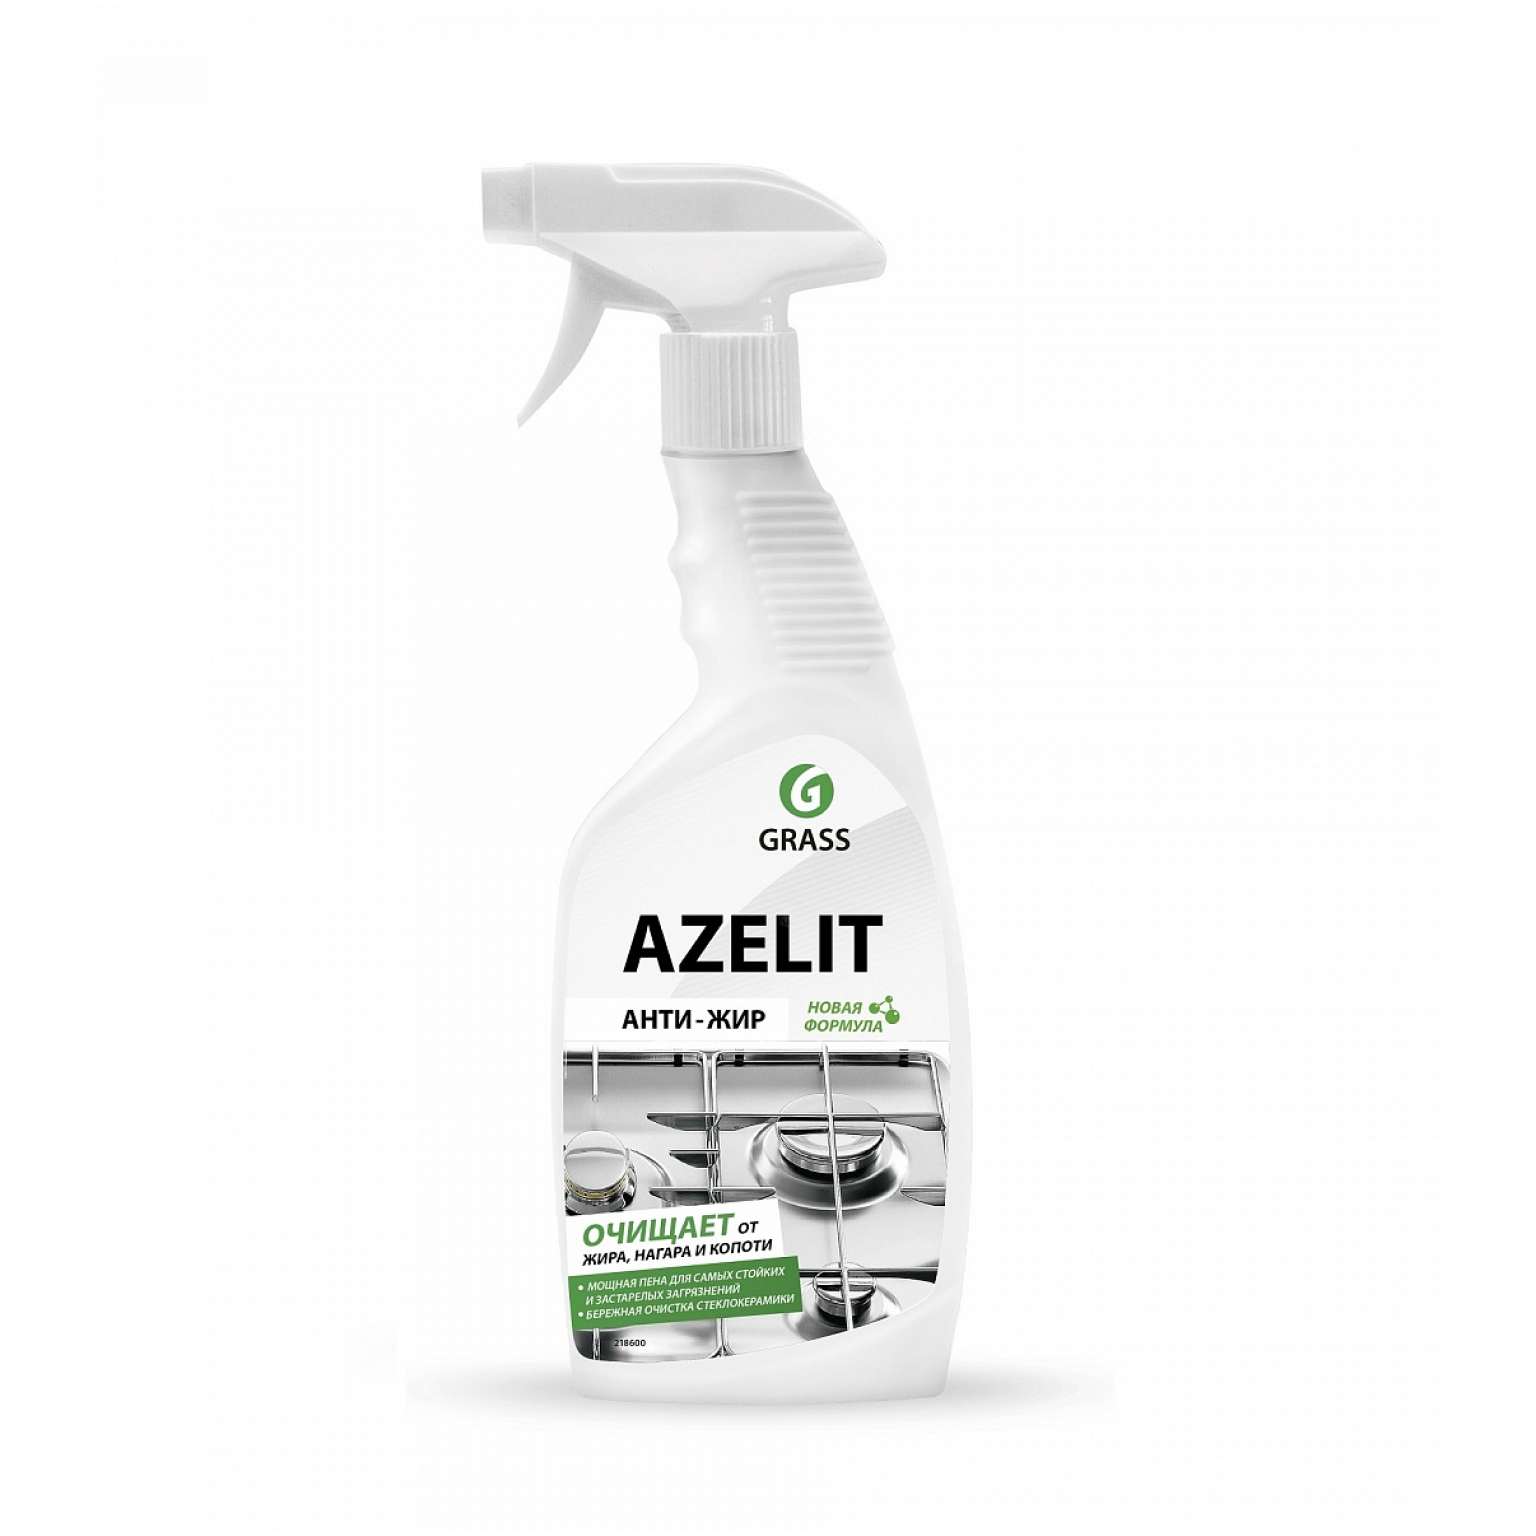 G
GRASS
AZELIT
АНТИ-ЖИР
НОВАЯ
ФОРМУЛА
ОЧИЩАЕТ ОТ
ЖИРА, НАГАРА И КОПОТИ
• МОЩНАЯ ПЕНА ДЛЯ САМЫХ СТОЙКИХ
И ЗАСТАРЕЛЫХ ЗАГРЯЗНЕНИЙ
• БЕРЕЖНАЯ ОЧИСТКА СТЕКЛОКЕРАМИКИ
218600